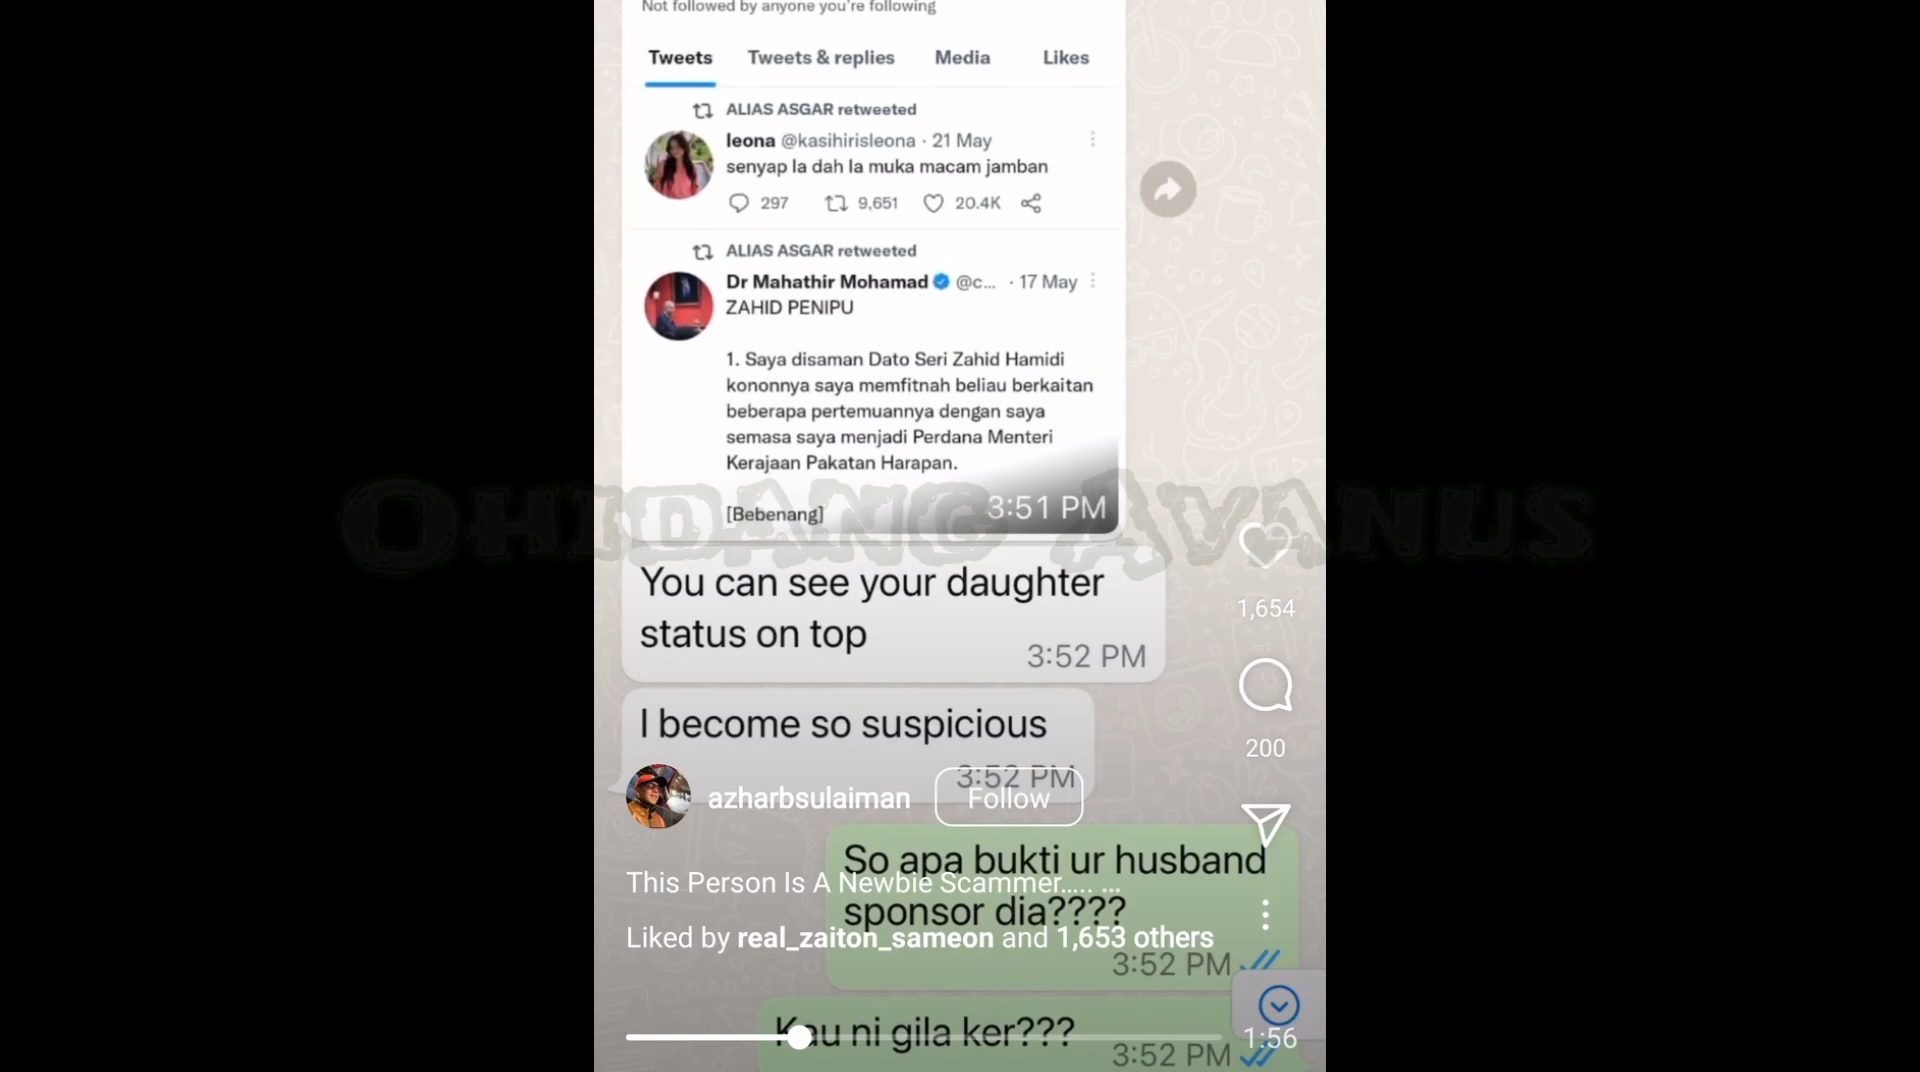 Not followed by anyone you're following
Tweets Tweets & replies Media Likes
ALIAS ASGAR retweeted
leona @kasihirisleona · 21 May
senyap la dah la muka macam jamban
297 9,651 20.4K
ALIAS ASGAR retweeted
Dr Mahathir Mohamad @c... · 17 May
ZAHID PENIPU
1. Saya disaman Dato Seri Zahid Hamidi
kononnya saya memfitnah beliau berkaitan
beberapa pertemuannya dengan saya
semasa saya menjadi Perdana Menteri
Kerajaan Pakatan Harapan.
[Bebenang]
3:51 PM
OHIDANG AVANUS
You can see your daughter
status on top
3:52 PM
1,654
I become so suspicious
3:52 PM
200
azharbsulaiman Follow
So apa bukti ur husband
sponsor dia????
3:52 PM
This Person Is A Newbie Scammer..... ...
Liked by real_zaiton_sameon and 1,653 others
Kau ni gila ker???
3:52 PM
1:56